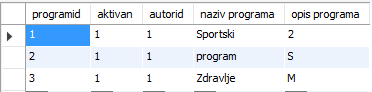 programid aktivan autorid naziv programa opis programa
1 1 1 Sportski 2
2 1 1 program S
3 1 1 Zdravlje M